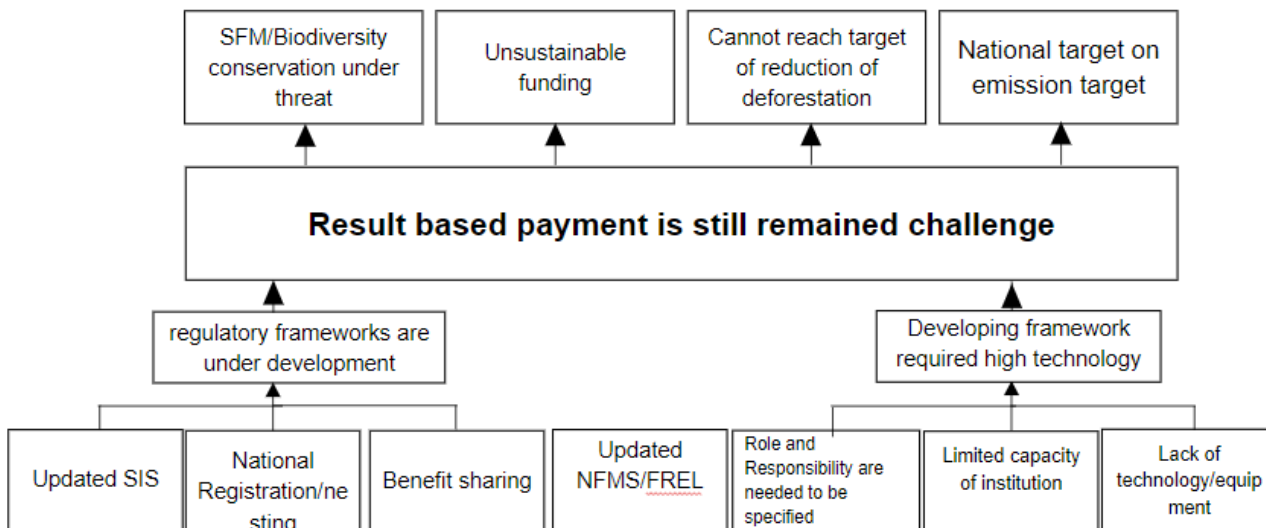 SFM/Biodiversity
conservation under
threat
Unsustainable
funding
Cannot reach target
of reduction of
deforestation
National target on
emission target
Result based payment is still remained challenge
regulatory frameworks are
under development
Developing framework
required high technology
Updated SIS
National
Registration/ne
sting
Benefit sharing
Updated
NFMS/FREL
Role and
Responsibility are
needed to be
specified
Limited capacity
of institution
Lack of
technology/equip
ment